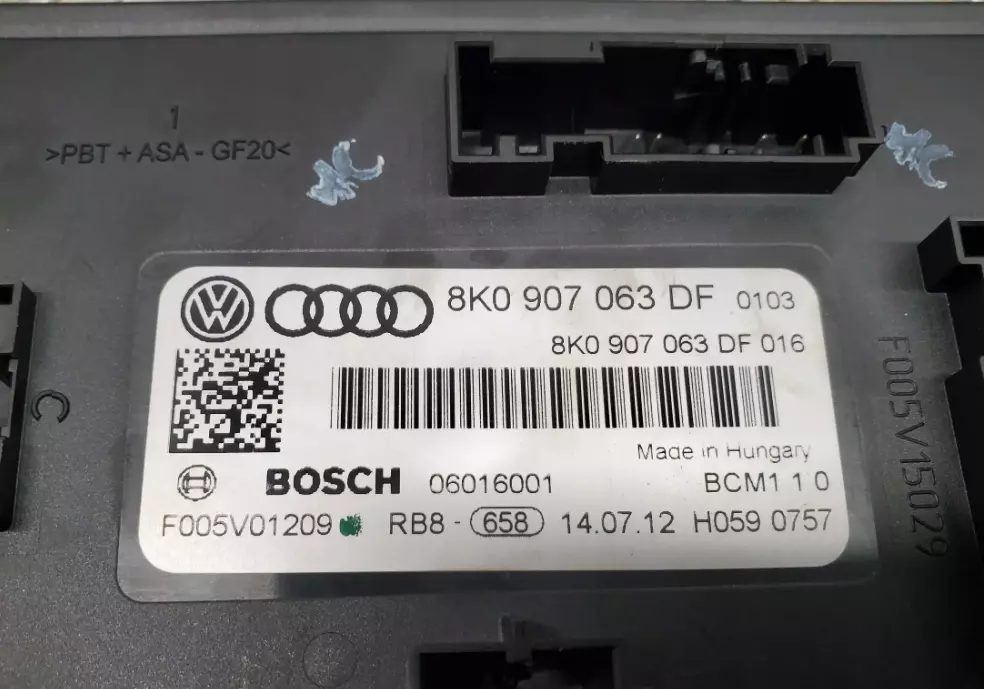 1
>PBT + ASA - GF20<
8K0 907 063 DF 0103
8K0 907 063 DF 016
Made in Hungary
BOSCH 06016001 BCM1 1 0
F005V01209 RB8 - 658 14.07.12 H059 0757
F005V15029
C